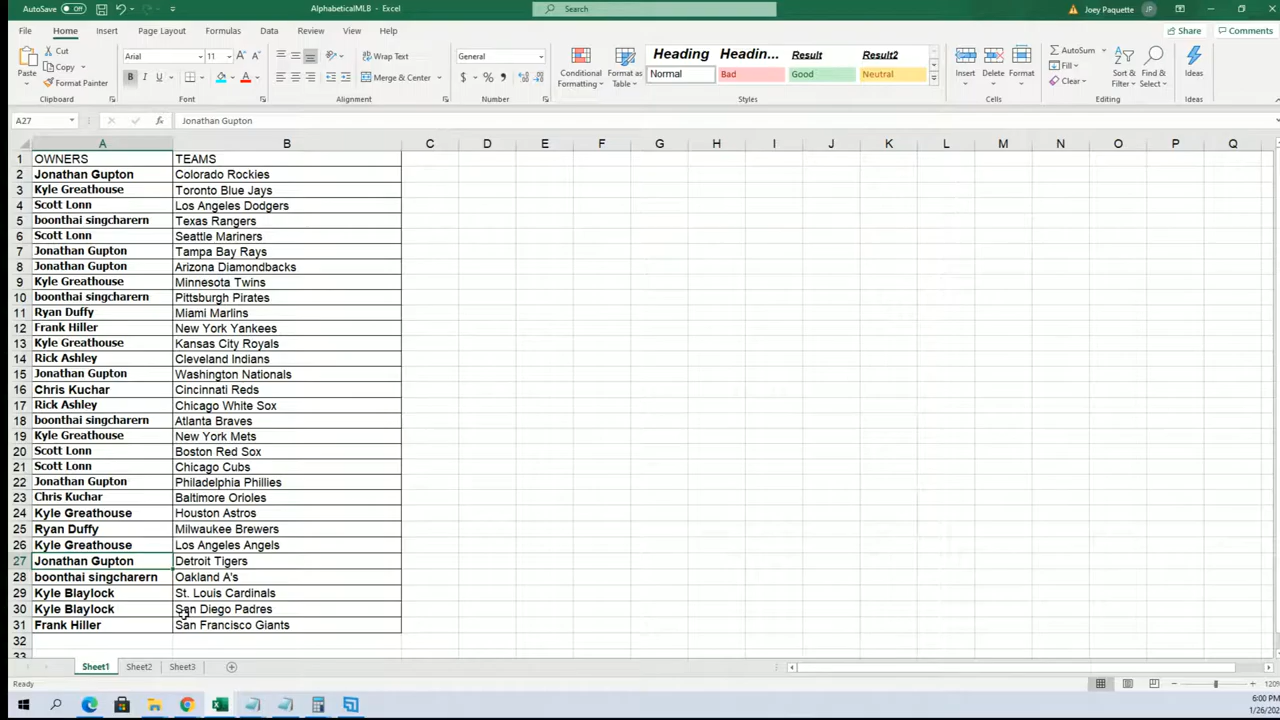 AutoSave Off AlphabeticalMLB - Excel Search Joey Paquette JP
File Home Insert Page Layout Formulas Data Review View Help Share Comments
Paste Cut Copy Format Painter Clipboard
Arial 11 B I U A A A Font
Wrap Text Merge & Center Alignment
General $ % , Number
Conditional Formatting Format as Table
Heading Headin... Result Result2
Normal Bad Good Neutral
Styles
Insert Delete Format Cells
AutoSum Fill Clear Sort & Filter Find & Select Editing
Ideas Ideas
A27 fx Jonathan Gupton
A B C D E F G H I J K L M N O P Q
1 OWNERS TEAMS
2 Jonathan Gupton Colorado Rockies
3 Kyle Greathouse Toronto Blue Jays
4 Scott Lonn Los Angeles Dodgers
5 boonthai singcharern Texas Rangers
6 Scott Lonn Seattle Mariners
7 Jonathan Gupton Tampa Bay Rays
8 Jonathan Gupton Arizona Diamondbacks
9 Kyle Greathouse Minnesota Twins
10 boonthai singcharern Pittsburgh Pirates
11 Ryan Duffy Miami Marlins
12 Frank Hiller New York Yankees
13 Kyle Greathouse Kansas City Royals
14 Rick Ashley Cleveland Indians
15 Jonathan Gupton Washington Nationals
16 Chris Kuchar Cincinnati Reds
17 Rick Ashley Chicago White Sox
18 boonthai singcharern Atlanta Braves
19 Kyle Greathouse New York Mets
20 Scott Lonn Boston Red Sox
21 Scott Lonn Chicago Cubs
22 Jonathan Gupton Philadelphia Phillies
23 Chris Kuchar Baltimore Orioles
24 Kyle Greathouse Houston Astros
25 Ryan Duffy Milwaukee Brewers
26 Kyle Greathouse Los Angeles Angels
27 Jonathan Gupton Detroit Tigers
28 boonthai singcharern Oakland A's
29 Kyle Blaylock St. Louis Cardinals
30 Kyle Blaylock San Diego Padres
31 Frank Hiller San Francisco Giants
32
33
Sheet1 Sheet2 Sheet3
Ready 120%
6:00 PM
1/26/202